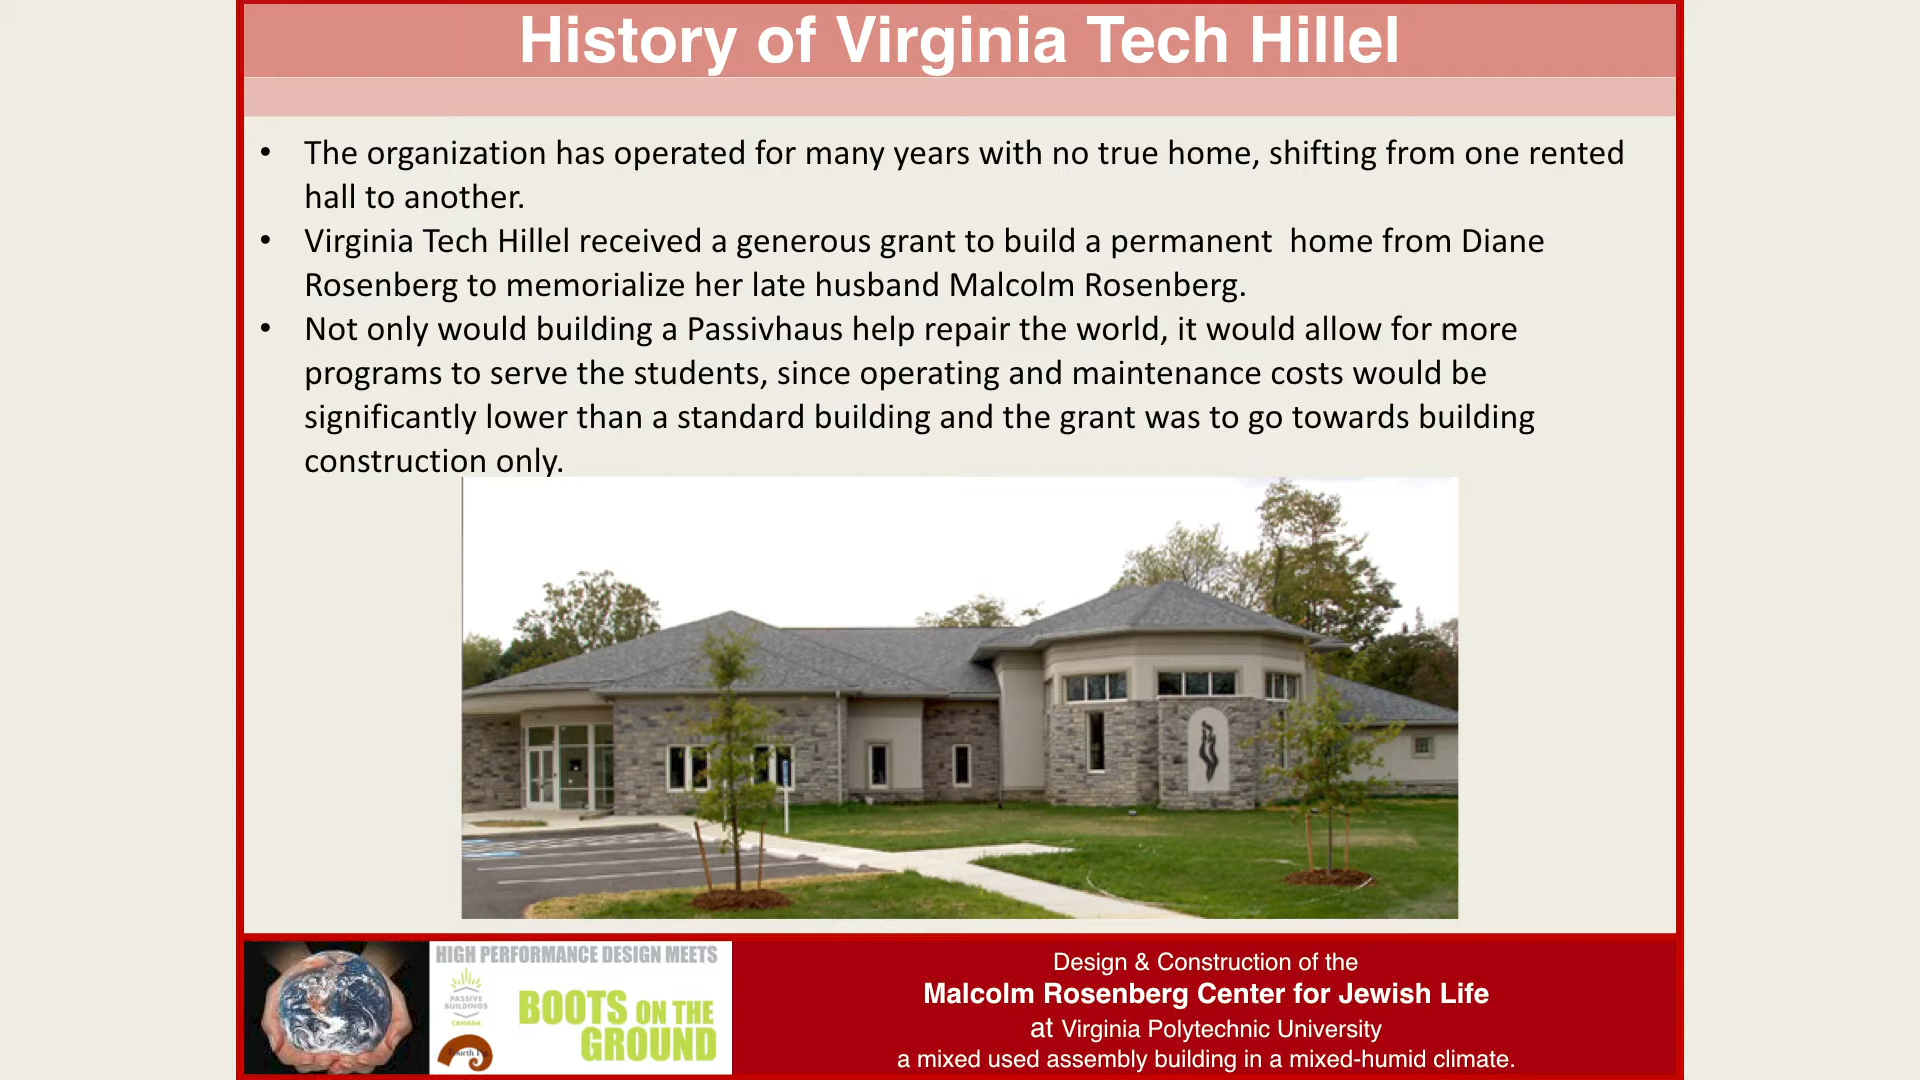 History of Virginia Tech Hillel
• The organization has operated for many years with no true home, shifting from one rented
hall to another.
• Virginia Tech Hillel received a generous grant to build a permanent  home from Diane
Rosenberg to memorialize her late husband Malcolm Rosenberg.
• Not only would building a Passivhaus help repair the world, it would allow for more
programs to serve the students, since operating and maintenance costs would be
significantly lower than a standard building and the grant was to go towards building
construction only.
HIGH PERFORMANCE DESIGN MEETS
PASSIVE
BUILDINGS
CANADA
BOOTS ON THE
GROUND
Fourth Pig
Design & Construction of the
Malcolm Rosenberg Center for Jewish Life
at Virginia Polytechnic University
a mixed used assembly building in a mixed-humid climate.